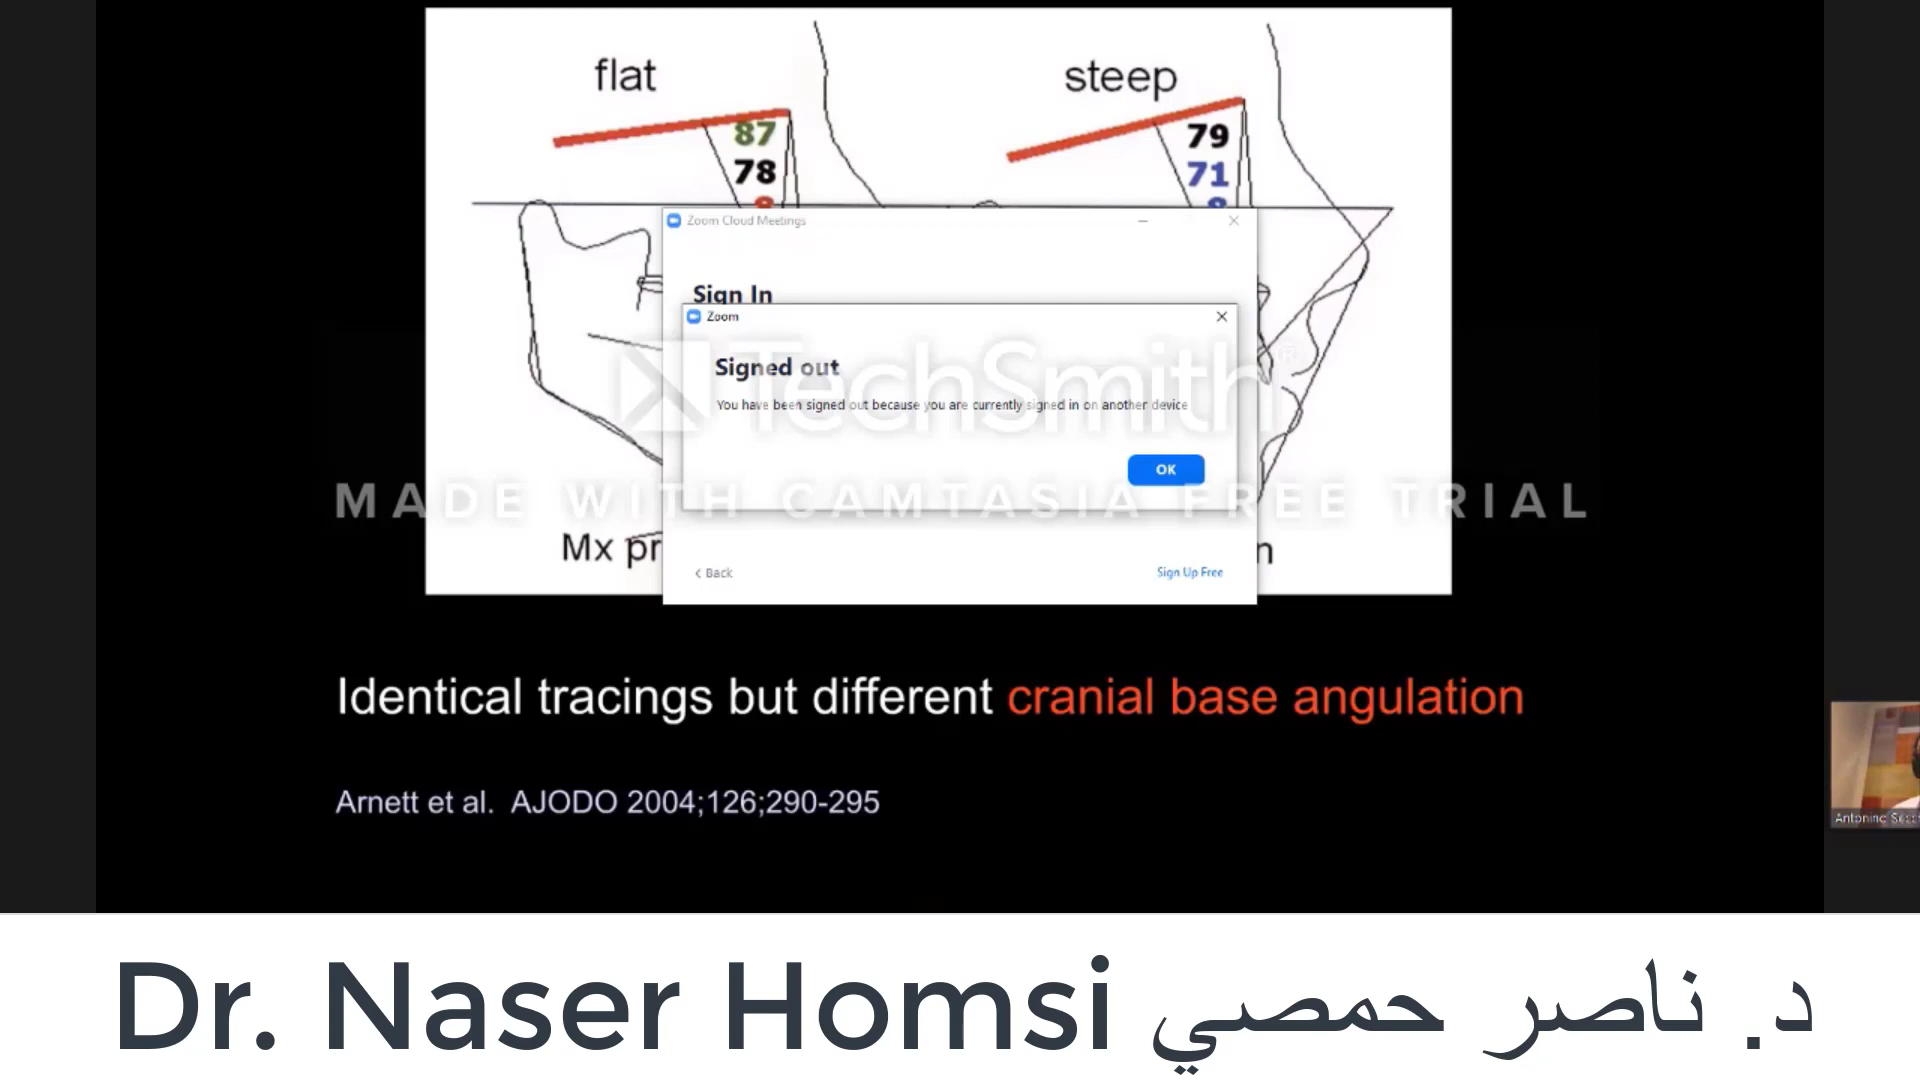 flat
steep
87
78
79
71
Zoom Cloud Meetings
Sign In
Zoom
Signed out
You have been signed out because you are currently signed in on another device
OK
TechSmith®
MADE WITH CAMTASIA FREE TRIAL
Mx
Back
Sign Up Free
Identical tracings but different cranial base angulation
Arnett et al. AJODO 2004;126;290-295
Antonino
Dr. Naser Homsi د. ناصر حمصي